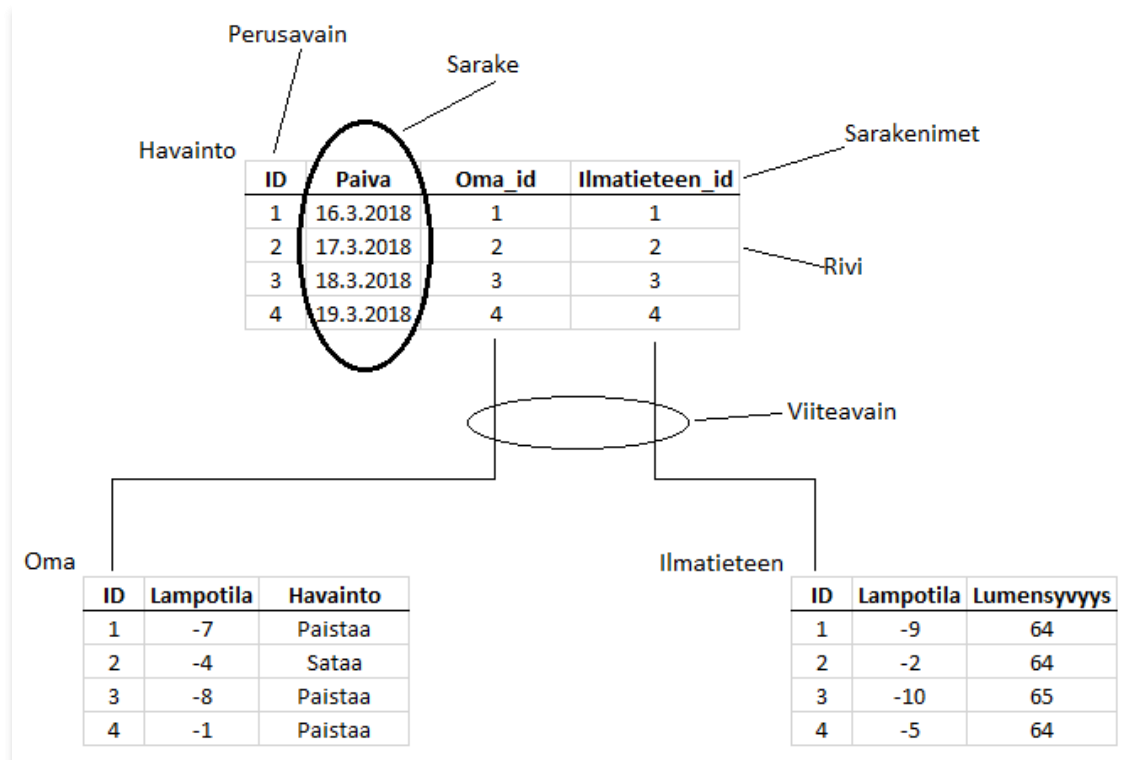 Perusavain
Sarake
Sarakenimet
Havainto
ID Paiva Oma_id Ilmatieteen_id
1 16.3.2018 1 1
2 17.3.2018 2 2
3 18.3.2018 3 3
4 19.3.2018 4 4
Rivi
Viiteavain
Oma
ID Lampotila Havainto
1 -7 Paistaa
2 -4 Sataa
3 -8 Paistaa
4 -1 Paistaa
Ilmatieteen
ID Lampotila Lumensyvyys
1 -9 64
2 -2 64
3 -10 65
4 -5 64